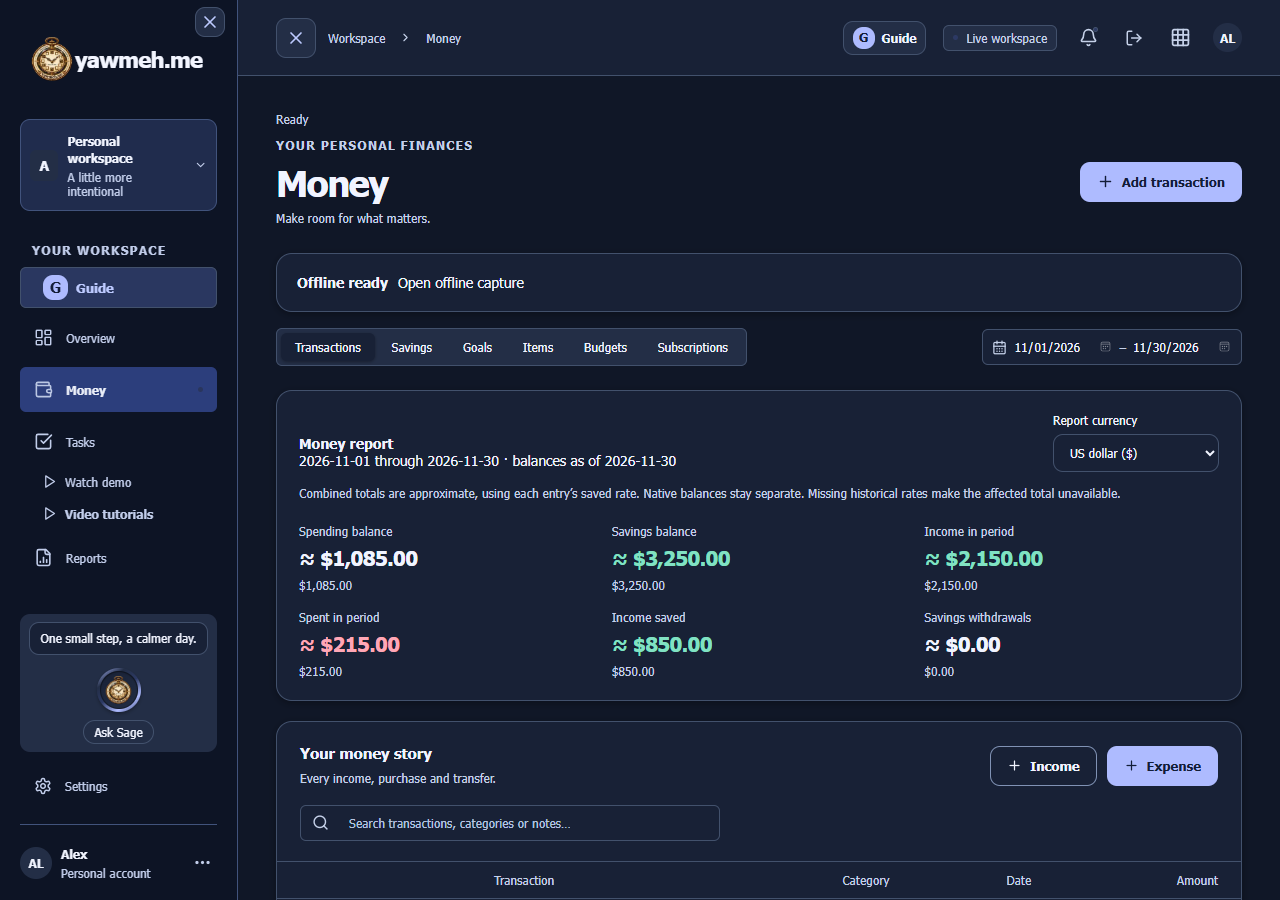 yawmeh.me
Personal workspace
A
A little more intentional
YOUR WORKSPACE
G Guide
Overview
Money
Tasks
Watch demo
Video tutorials
Reports
One small step, a calmer day.
Ask Sage
Settings
AL
Alex
Personal account
Workspace > Money
G Guide
Live workspace
AL
Ready
YOUR PERSONAL FINANCES
Money
Make room for what matters.
+ Add transaction
Offline ready Open offline capture
Transactions Savings Goals Items Budgets Subscriptions
11/01/2026 – 11/30/2026
Report currency
US dollar ($)
Money report
2026-11-01 through 2026-11-30 · balances as of 2026-11-30
Combined totals are approximate, using each entry’s saved rate. Native balances stay separate. Missing historical rates make the affected total unavailable.
Spending balance Savings balance Income in period
≈ $1,085.00 ≈ $3,250.00 ≈ $2,150.00
$1,085.00 $3,250.00 $2,150.00
Spent in period Income saved Savings withdrawals
≈ $215.00 ≈ $850.00 ≈ $0.00
$215.00 $850.00 $0.00
Your money story
Every income, purchase and transfer.
+ Income + Expense
Search transactions, categories or notes...
Transaction Category Date Amount